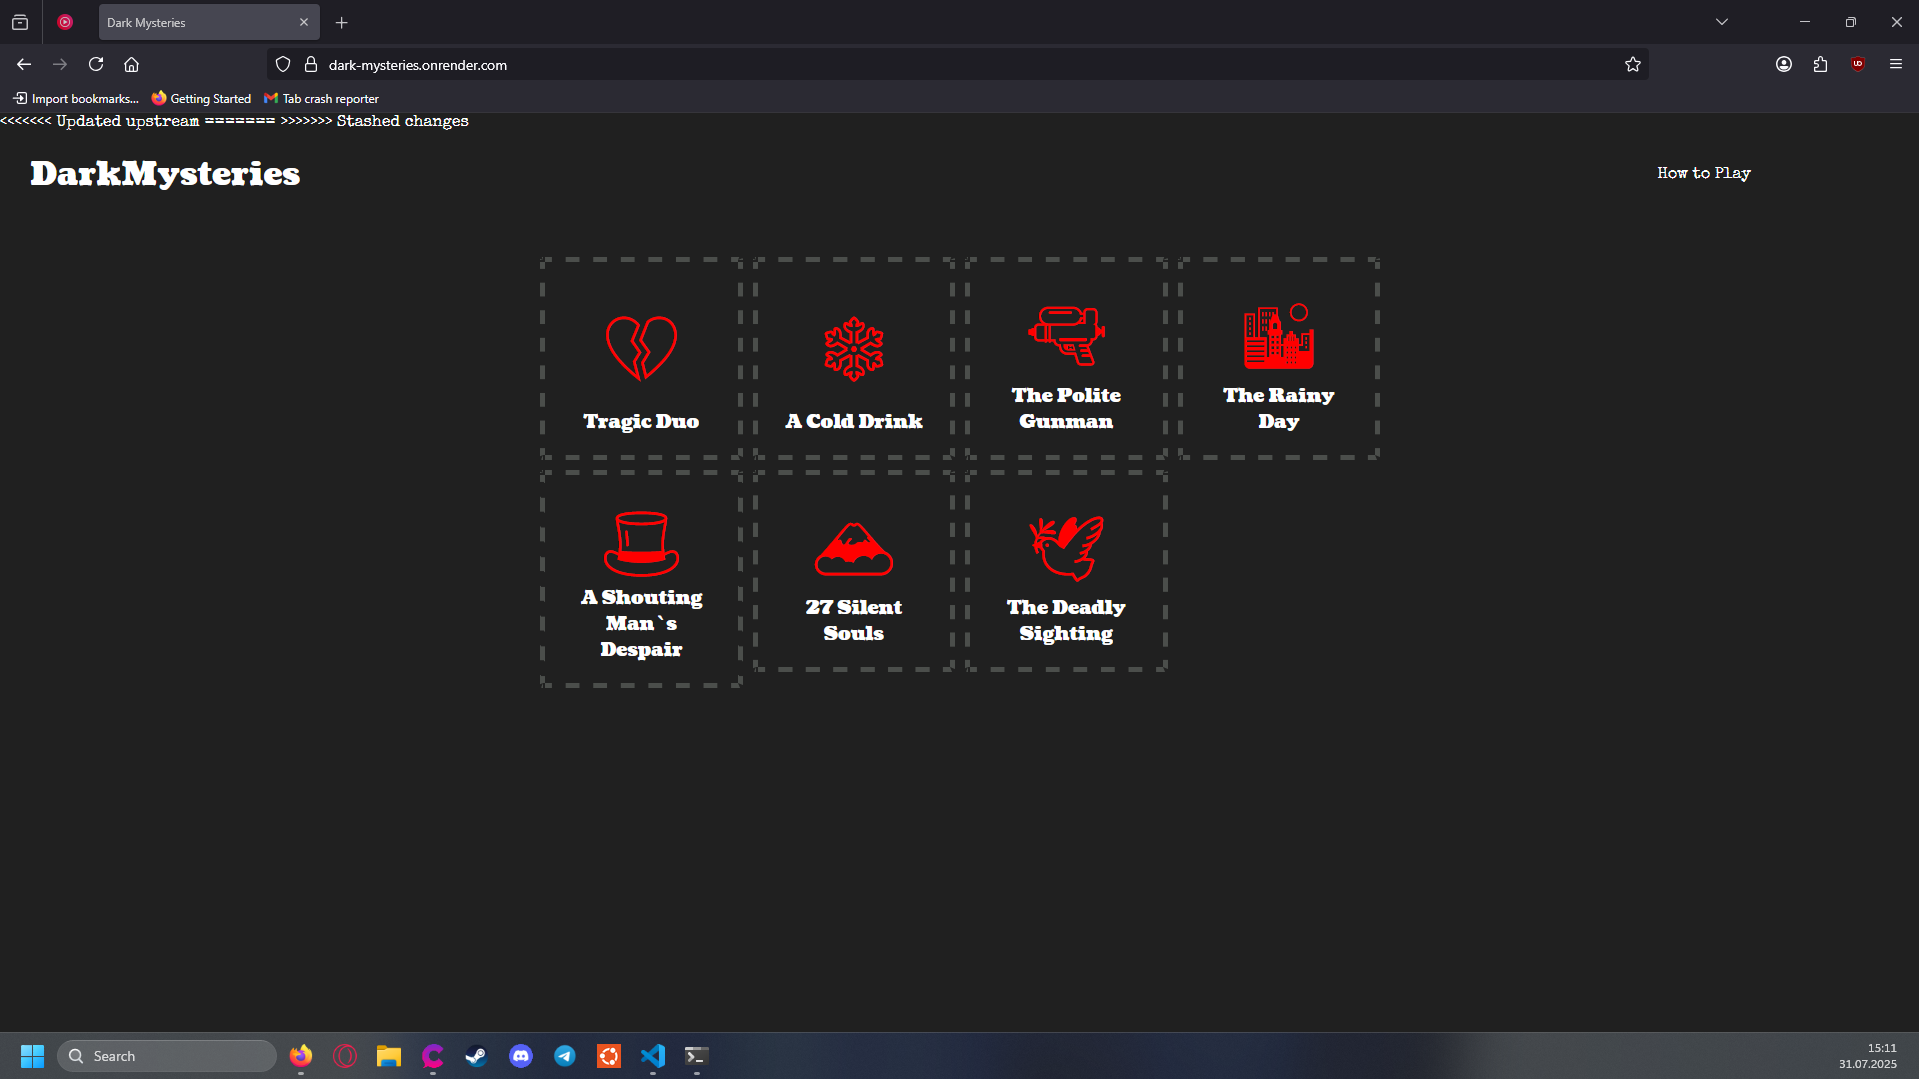 Dark Mysteries
dark-mysteries.onrender.com
Import bookmarks...
Getting Started
Tab crash reporter
<<<<<<< Updated upstream ======= >>>>>>> Stashed changes
DarkMysteries
How to Play
Tragic Duo
A Cold Drink
The Polite
Gunman
The Rainy
Day
A Shouting
Man`s
Despair
27 Silent
Souls
The Deadly
Sighting
Search
15:11
31.07.2025